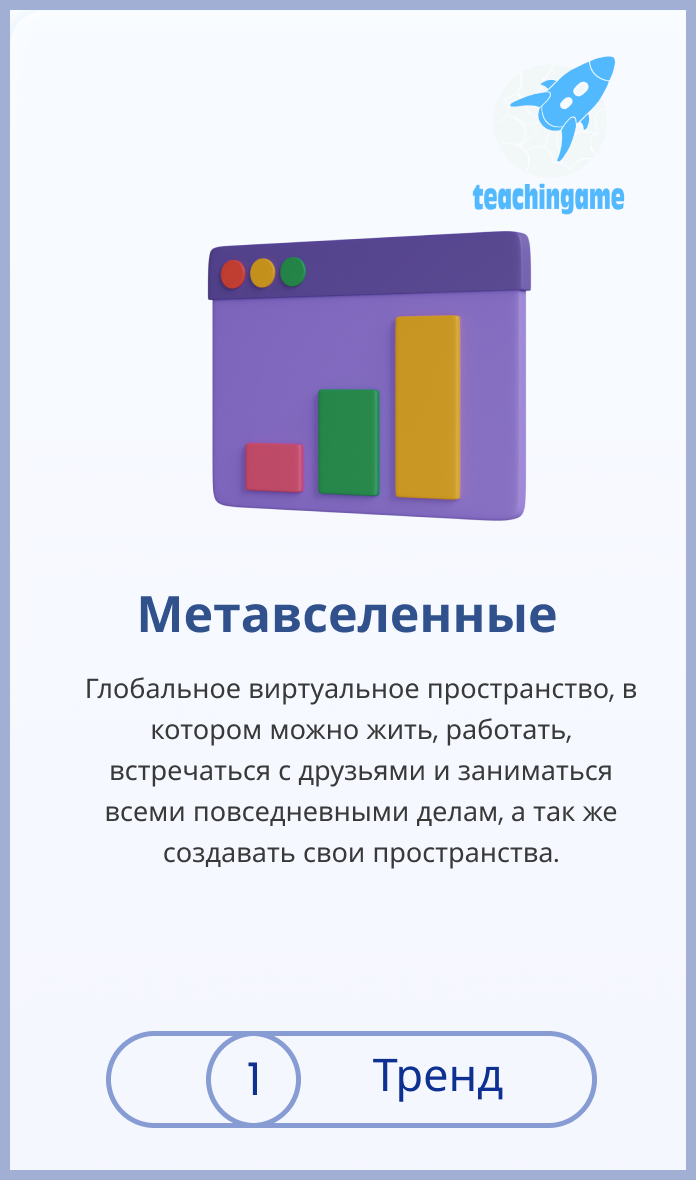 teachingame
Метавселенные
Глобальное виртуальное пространство, в
котором можно жить, работать,
встречаться с друзьями и заниматься
всеми повседневными делам, а так же
создавать свои пространства.
1 Тренд